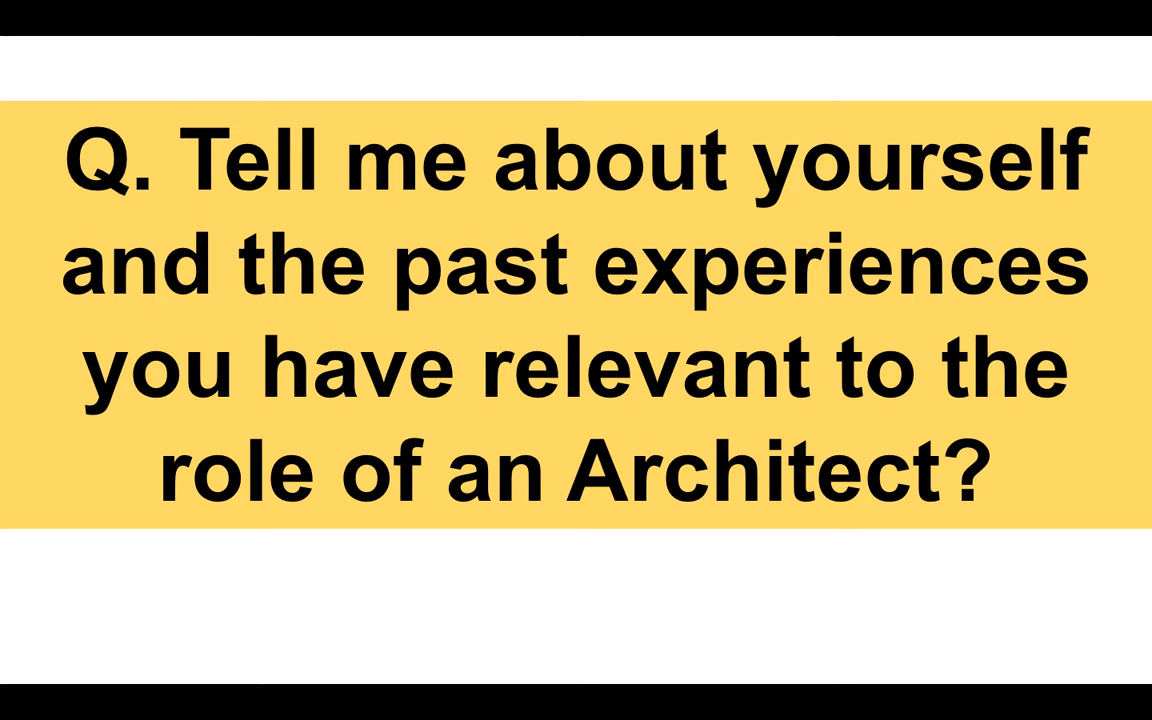 Q. Tell me about yourself
and the past experiences
you have relevant to the
role of an Architect?